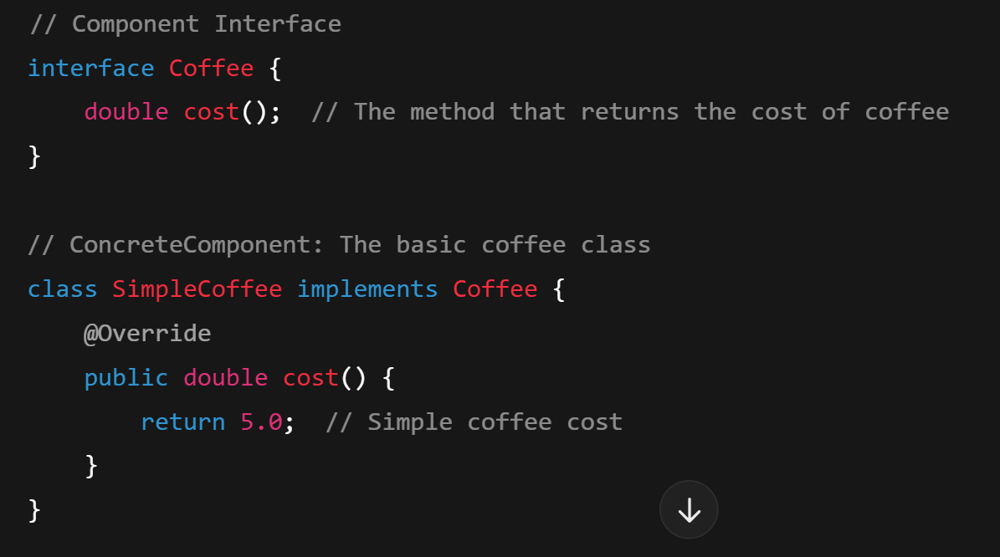 // Component Interface
interface Coffee {
    double cost();  // The method that returns the cost of coffee
}

// ConcreteComponent: The basic coffee class
class SimpleCoffee implements Coffee {
    @Override
    public double cost() {
        return 5.0;  // Simple coffee cost
    }
}